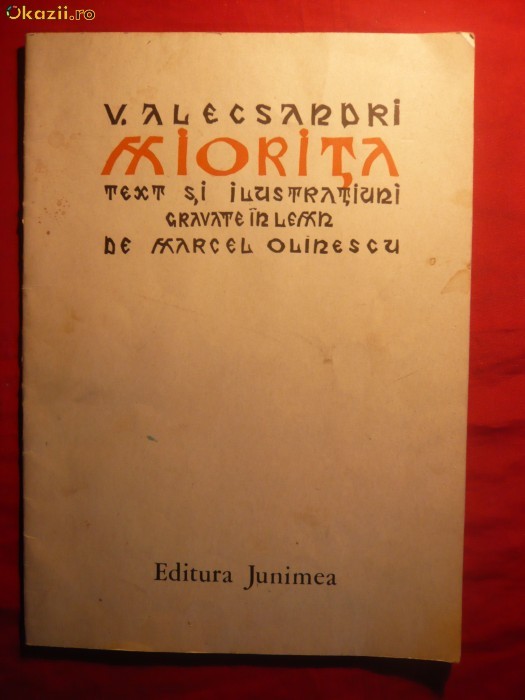 Okazii.ro
V. ALECSANDRI
MIORIȚA
TEXT ȘI ILUSTRAȚIUNI
GRAVATE ÎN LEMN
DE MARCEL OLINESCU
Editura Junimea